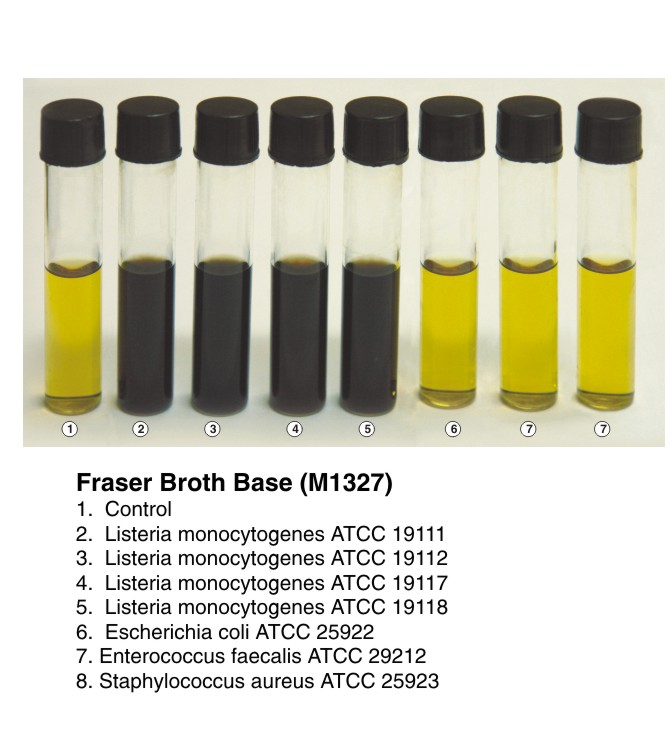 1 2 3 4 5 6 7 7
Fraser Broth Base (M1327)
1. Control
2. Listeria monocytogenes ATCC 19111
3. Listeria monocytogenes ATCC 19112
4. Listeria monocytogenes ATCC 19117
5. Listeria monocytogenes ATCC 19118
6. Escherichia coli ATCC 25922
7. Enterococcus faecalis ATCC 29212
8. Staphylococcus aureus ATCC 25923